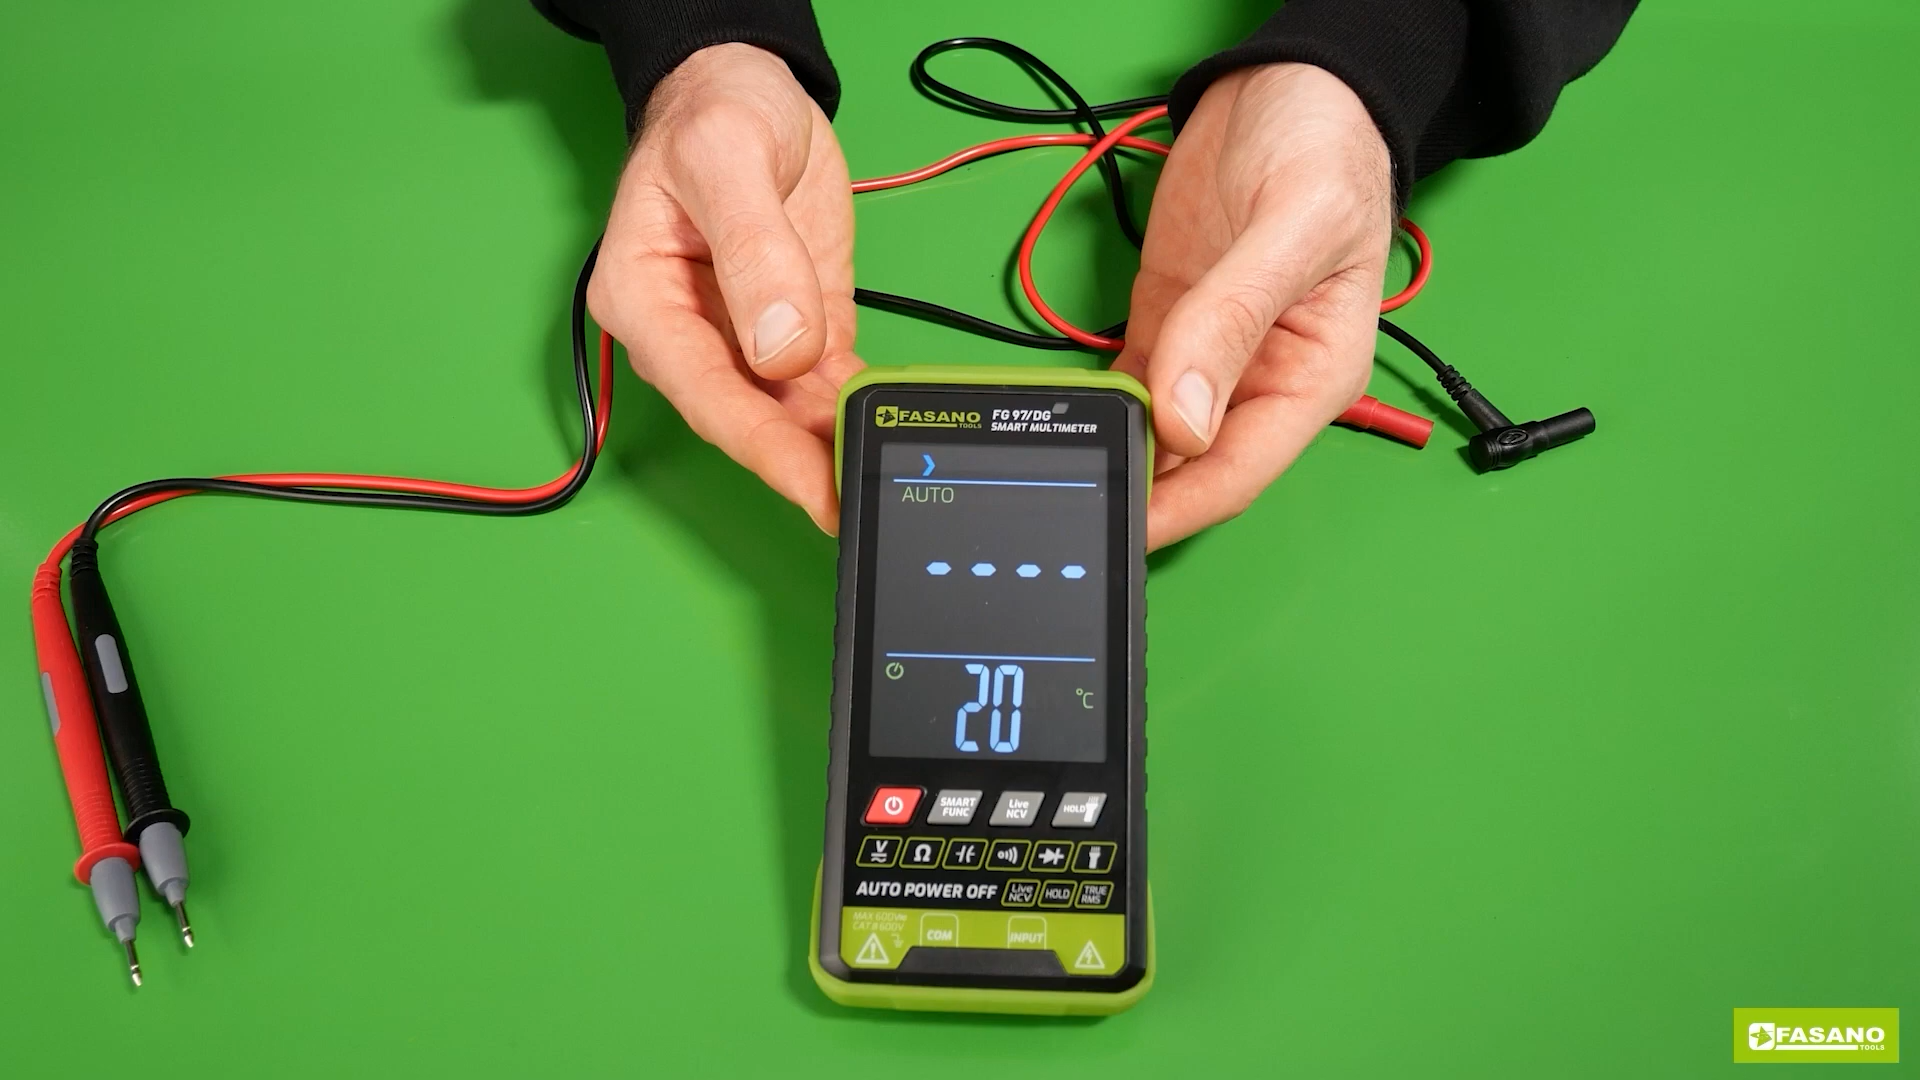 FASANO
TOOLS
FG 97/DG
SMART MULTIMETER
AUTO
- - - -
20
°C
SMART
FUNC
Live
NCV
HOLD
V
Ω
AUTO POWER OFF
Live
NCV
HOLD
TRUE
RMS
MAX 600V
CAT III 600V
COM
INPUT
FASANO
TOOLS